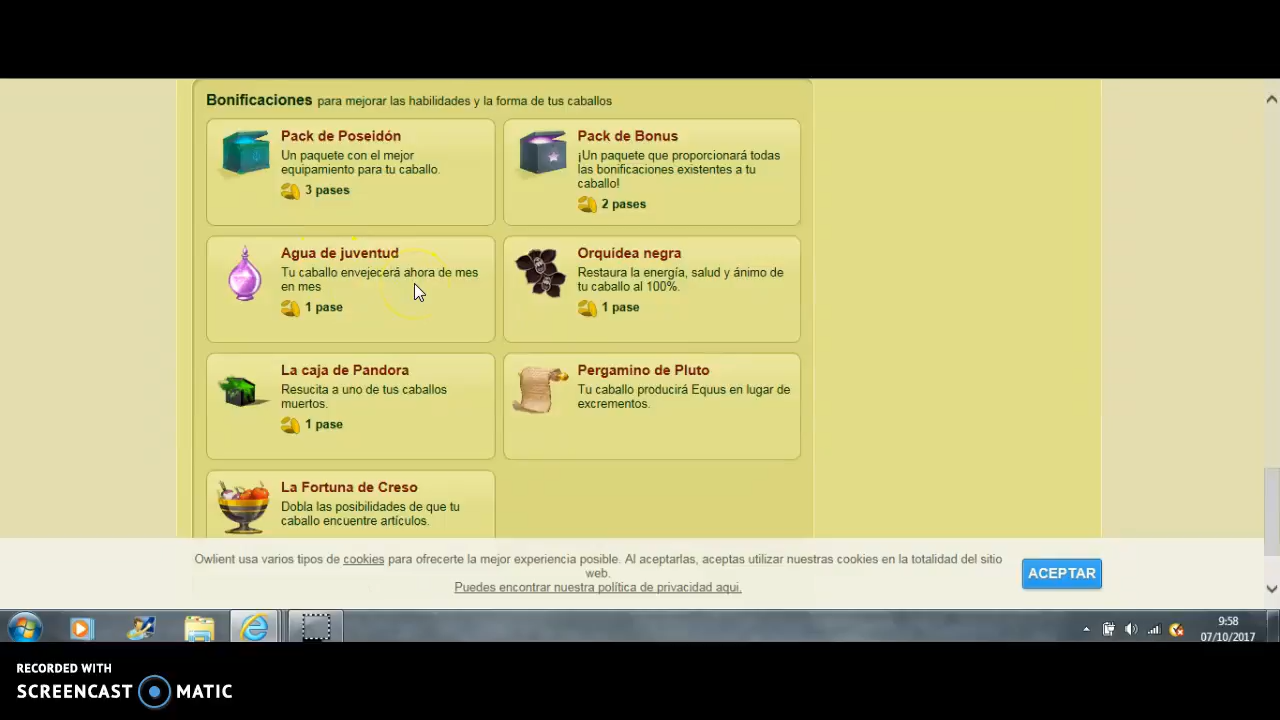 Bonificaciones para mejorar las habilidades y la forma de tus caballos
Pack de Poseidón
Un paquete con el mejor
equipamiento para tu caballo.
3 pases
Pack de Bonus
¡Un paquete que proporcionará todas
las bonificaciones existentes a tu
caballo!
2 pases
Agua de juventud
Tu caballo envejecerá ahora de mes
en mes
1 pase
Orquídea negra
Restaura la energía, salud y ánimo de
tu caballo al 100%.
1 pase
La caja de Pandora
Resucita a uno de tus caballos
muertos.
1 pase
Pergamino de Pluto
Tu caballo producirá Equus en lugar de
excrementos.
La Fortuna de Creso
Dobla las posibilidades de que tu
caballo encuentre artículos.
Owlient usa varios tipos de cookies para ofrecerte la mejor experiencia posible. Al aceptarlas, aceptas utilizar nuestras cookies en la totalidad del sitio
web.
Puedes encontrar nuestra política de privacidad aqui.
ACEPTAR
9:58
07/10/2017
RECORDED WITH
SCREENCAST MATIC